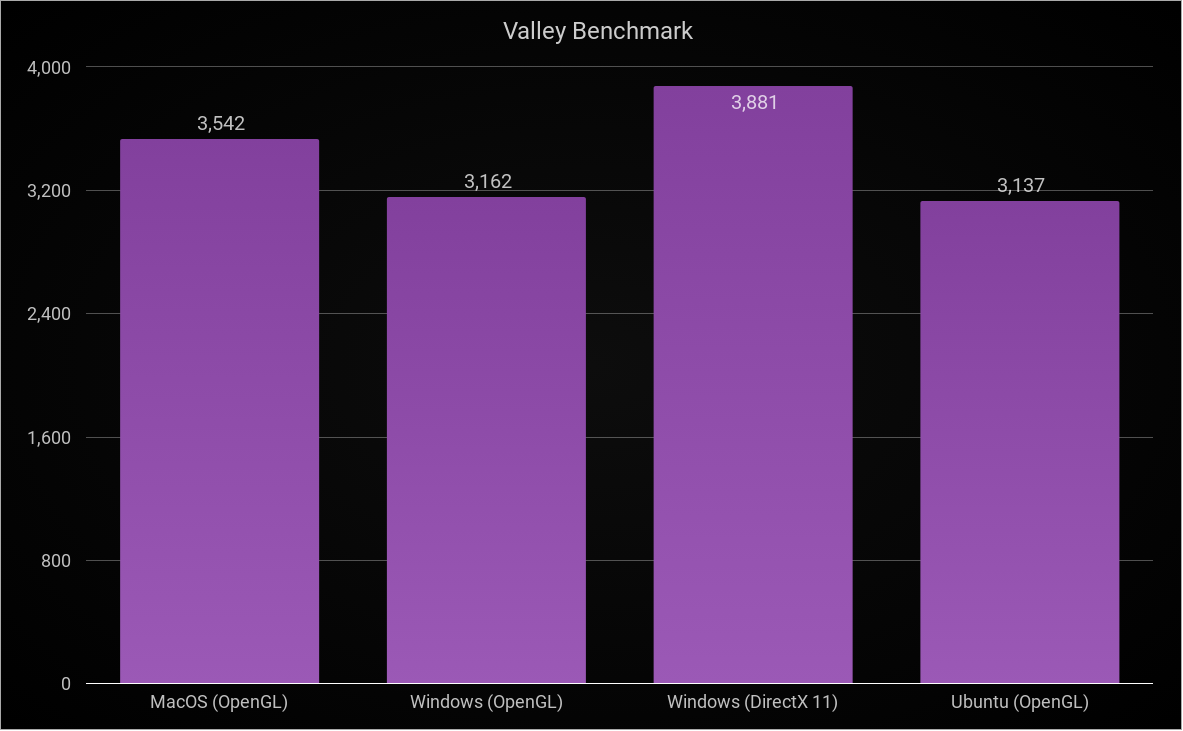 Valley Benchmark
4,000
3,200
2,400
1,600
800
0
3,542
3,162
3,881
3,137
MacOS (OpenGL)
Windows (OpenGL)
Windows (DirectX 11)
Ubuntu (OpenGL)